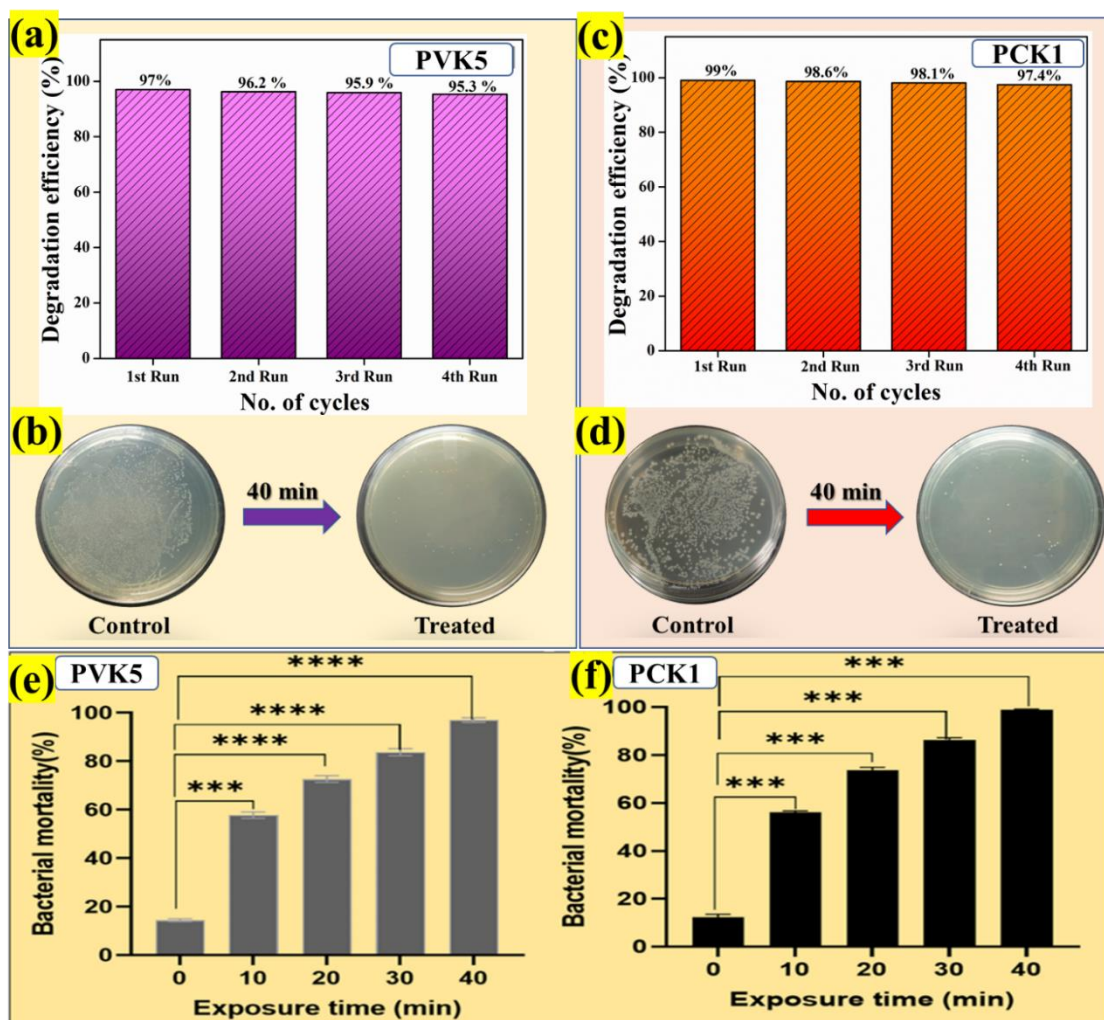 (a)
PVK5
Degradation efficiency (%)
100
80
60
40
20
0
97%
96.2 %
95.9 %
95.3 %
1st Run
2nd Run
3rd Run
4th Run
No. of cycles
(c)
PCK1
Degradation efficiency (%)
100
80
60
40
20
0
99%
98.6%
98.1%
97.4%
1st Run
2nd Run
3rd Run
4th Run
No. of cycles
(b)
40 min
Control
Treated
(d)
40 min
Control
Treated
(e)
PVK5
Bacterial mortality(%)
100
80
60
40
20
0
****
****
****
***
0
10
20
30
40
Exposure time (min)
(f)
PCK1
Bacterial mortality(%)
100
80
60
40
20
0
***
***
***
***
0
10
20
30
40
Exposure time (min)